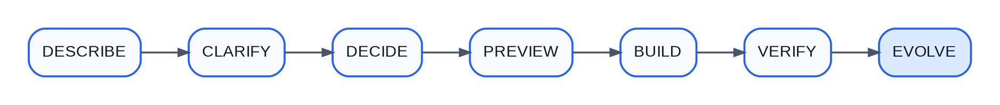 DESCRIBE
CLARIFY
DECIDE
PREVIEW
BUILD
VERIFY
EVOLVE